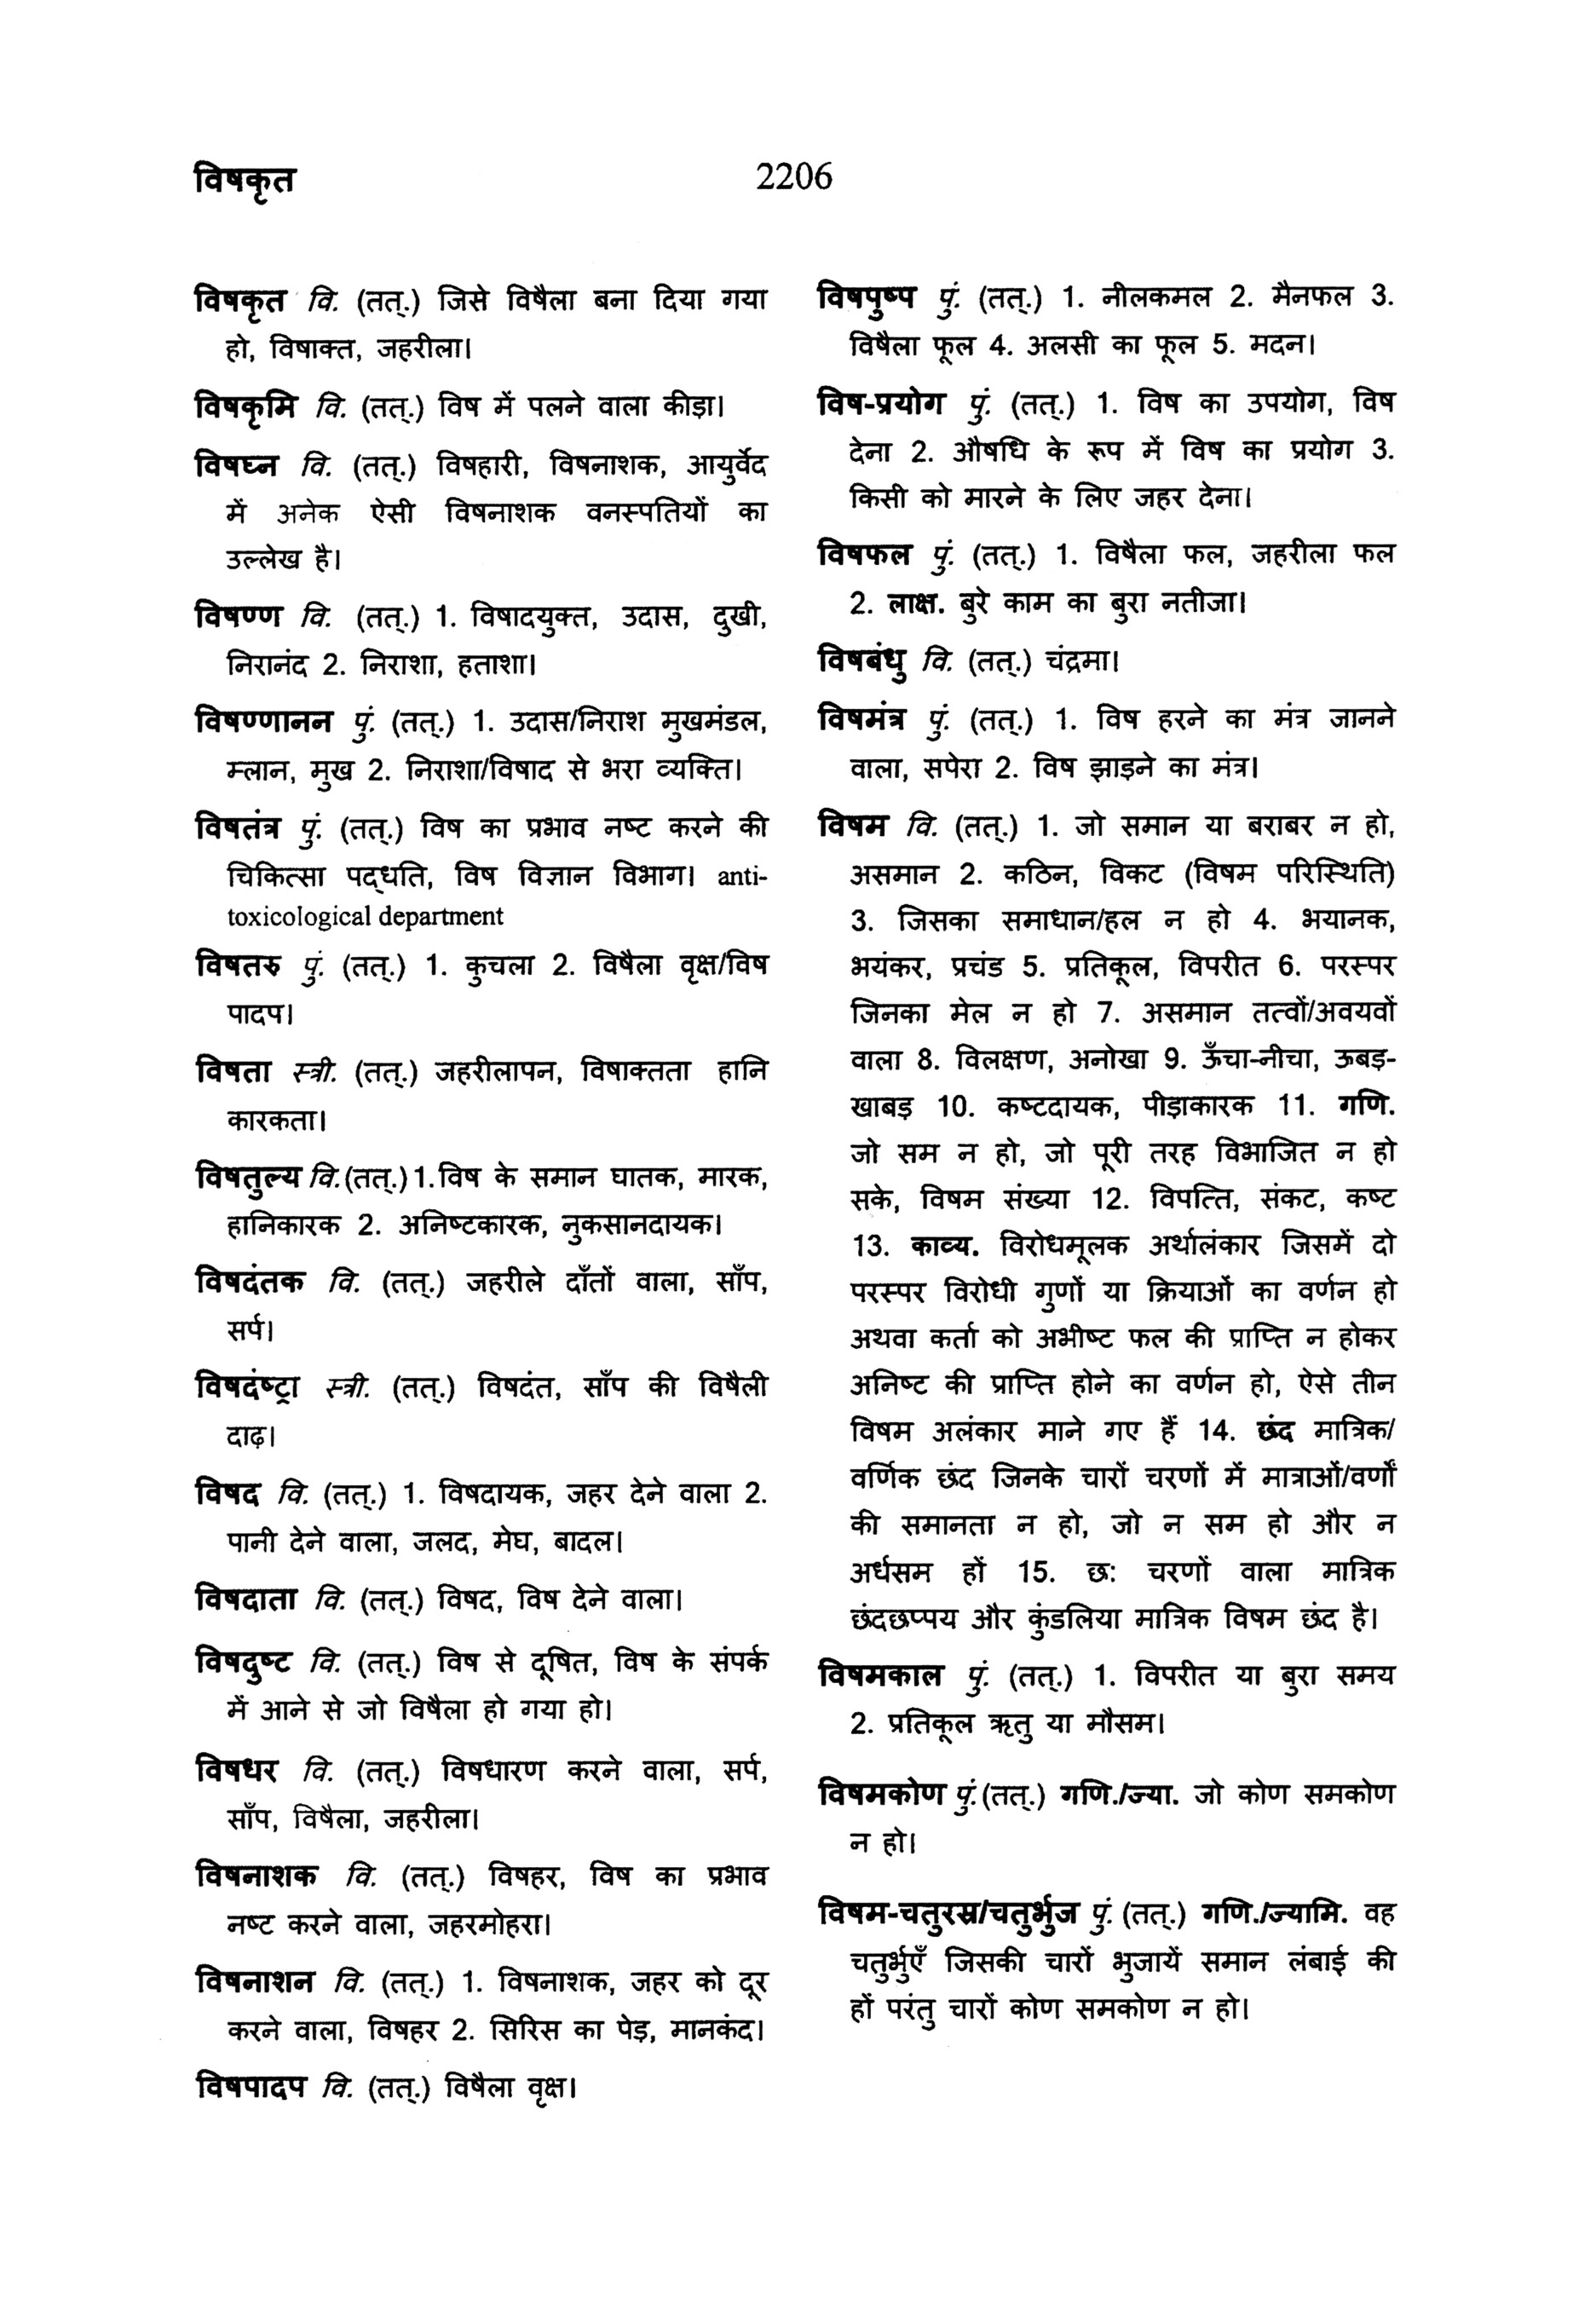 विषकृत
2206
विषकृत वि. (तत्.) जिसे विषैला बना दिया गया
हो, विषाक्त, जहरीला।
विषकृमि वि. (तत्.) विष में पलने वाला कीड़ा।
विषघ्न वि. (तत्.) विषहारी, विषनाशक, आयुर्वेद
में अनेक ऐसी विषनाशक वनस्पतियों का
उल्लेख है।
विषण्ण वि. (तत्.) 1. विषादयुक्त, उदास, दुखी,
निरानंद 2. निराशा, हताशा।
विषण्णानन पुं. (तत्.) 1. उदास/निराश मुखमंडल,
म्लान, मुख 2. निराशा/विषाद से भरा व्यक्ति।
विषतंत्र पुं. (तत्.) विष का प्रभाव नष्ट करने की
चिकित्सा पद्धति, विष विज्ञान विभाग। anti-
toxicological department
विषतरु पुं. (तत्.) 1. कुचला 2. विषैला वृक्ष/विष
पादप।
विषता स्त्री. (तत्.) जहरीलापन, विषाक्तता हानि
कारकता।
विषतुल्य वि.(तत्.)1.विष के समान घातक, मारक,
हानिकारक 2. अनिष्टकारक, नुकसानदायक।
विषदंतक वि. (तत्.) जहरीले दाँतों वाला, साँप,
सर्प।
विषदंष्ट्रा स्त्री. (तत्.) विषदंत, साँप की विषैली
दाढ़।
विषद वि. (तत्.) 1. विषदायक, जहर देने वाला 2.
पानी देने वाला, जलद, मेघ, बादल।
विषदाता वि. (तत्.) विषद, विष देने वाला।
विषदुष्ट वि. (तत्.) विष से दूषित, विष के संपर्क
में आने से जो विषैला हो गया हो।
विषधर वि. (तत्.) विषधारण करने वाला, सर्प,
साँप, विषैला, जहरीला।
विषनाशक वि. (तत्.) विषहर, विष का प्रभाव
नष्ट करने वाला, जहरमोहरा।
विषनाशन वि. (तत्.) 1. विषनाशक, जहर को दूर
करने वाला, विषहर 2. सिरिस का पेड़, मानकंद।
विषपादप वि. (तत्.) विषैला वृक्ष।
विषपुष्प पुं. (तत्.) 1. नीलकमल 2. मैनफल 3.
विषैला फूल 4. अलसी का फूल 5. मदन।
विष-प्रयोग पुं. (तत्.) 1. विष का उपयोग, विष
देना 2. औषधि के रूप में विष का प्रयोग 3.
किसी को मारने के लिए जहर देना।
विषफल पुं. (तत्.) 1. विषैला फल, जहरीला फल
2. लाक्ष. बुरे काम का बुरा नतीजा।
विषबंधु वि. (तत्.) चंद्रमा।
विषमंत्र पुं. (तत्.) 1. विष हरने का मंत्र जानने
वाला, सपेरा 2. विष झाड़ने का मंत्र।
विषम वि. (तत्.) 1. जो समान या बराबर न हो,
असमान 2. कठिन, विकट (विषम परिस्थिति)
3. जिसका समाधान/हल न हो 4. भयानक,
भयंकर, प्रचंड 5. प्रतिकूल, विपरीत 6. परस्पर
जिनका मेल न हो 7. असमान तत्वों/अवयवों
वाला 8. विलक्षण, अनोखा 9. ऊँचा-नीचा, ऊबड़-
खाबड़ 10. कष्टदायक, पीड़ाकारक 11. गणि.
जो सम न हो, जो पूरी तरह विभाजित न हो
सके, विषम संख्या 12. विपत्ति, संकट, कष्ट
13. काव्य. विरोधमूलक अर्थालंकार जिसमें दो
परस्पर विरोधी गुणों या क्रियाओं का वर्णन हो
अथवा कर्ता को अभीष्ट फल की प्राप्ति न होकर
अनिष्ट की प्राप्ति होने का वर्णन हो, ऐसे तीन
विषम अलंकार माने गए हैं 14. छंद मात्रिक/
वर्णिक छंद जिनके चारों चरणों में मात्राओं/वर्णों
की समानता न हो, जो न सम हो और न
अर्धसम हों 15. छः चरणों वाला मात्रिक
छंदछप्पय और कुंडलिया मात्रिक विषम छंद है।
विषमकाल पुं. (तत्.) 1. विपरीत या बुरा समय
2. प्रतिकूल ऋतु या मौसम।
विषमकोण पुं.(तत्.) गणि./ज्या. जो कोण समकोण
न हो।
विषम-चतुरस्र/चतुर्भुज पुं. (तत्.) गणि./ज्यामि. वह
चतुर्भुएँ जिसकी चारों भुजायें समान लंबाई की
हों परंतु चारों कोण समकोण न हो।